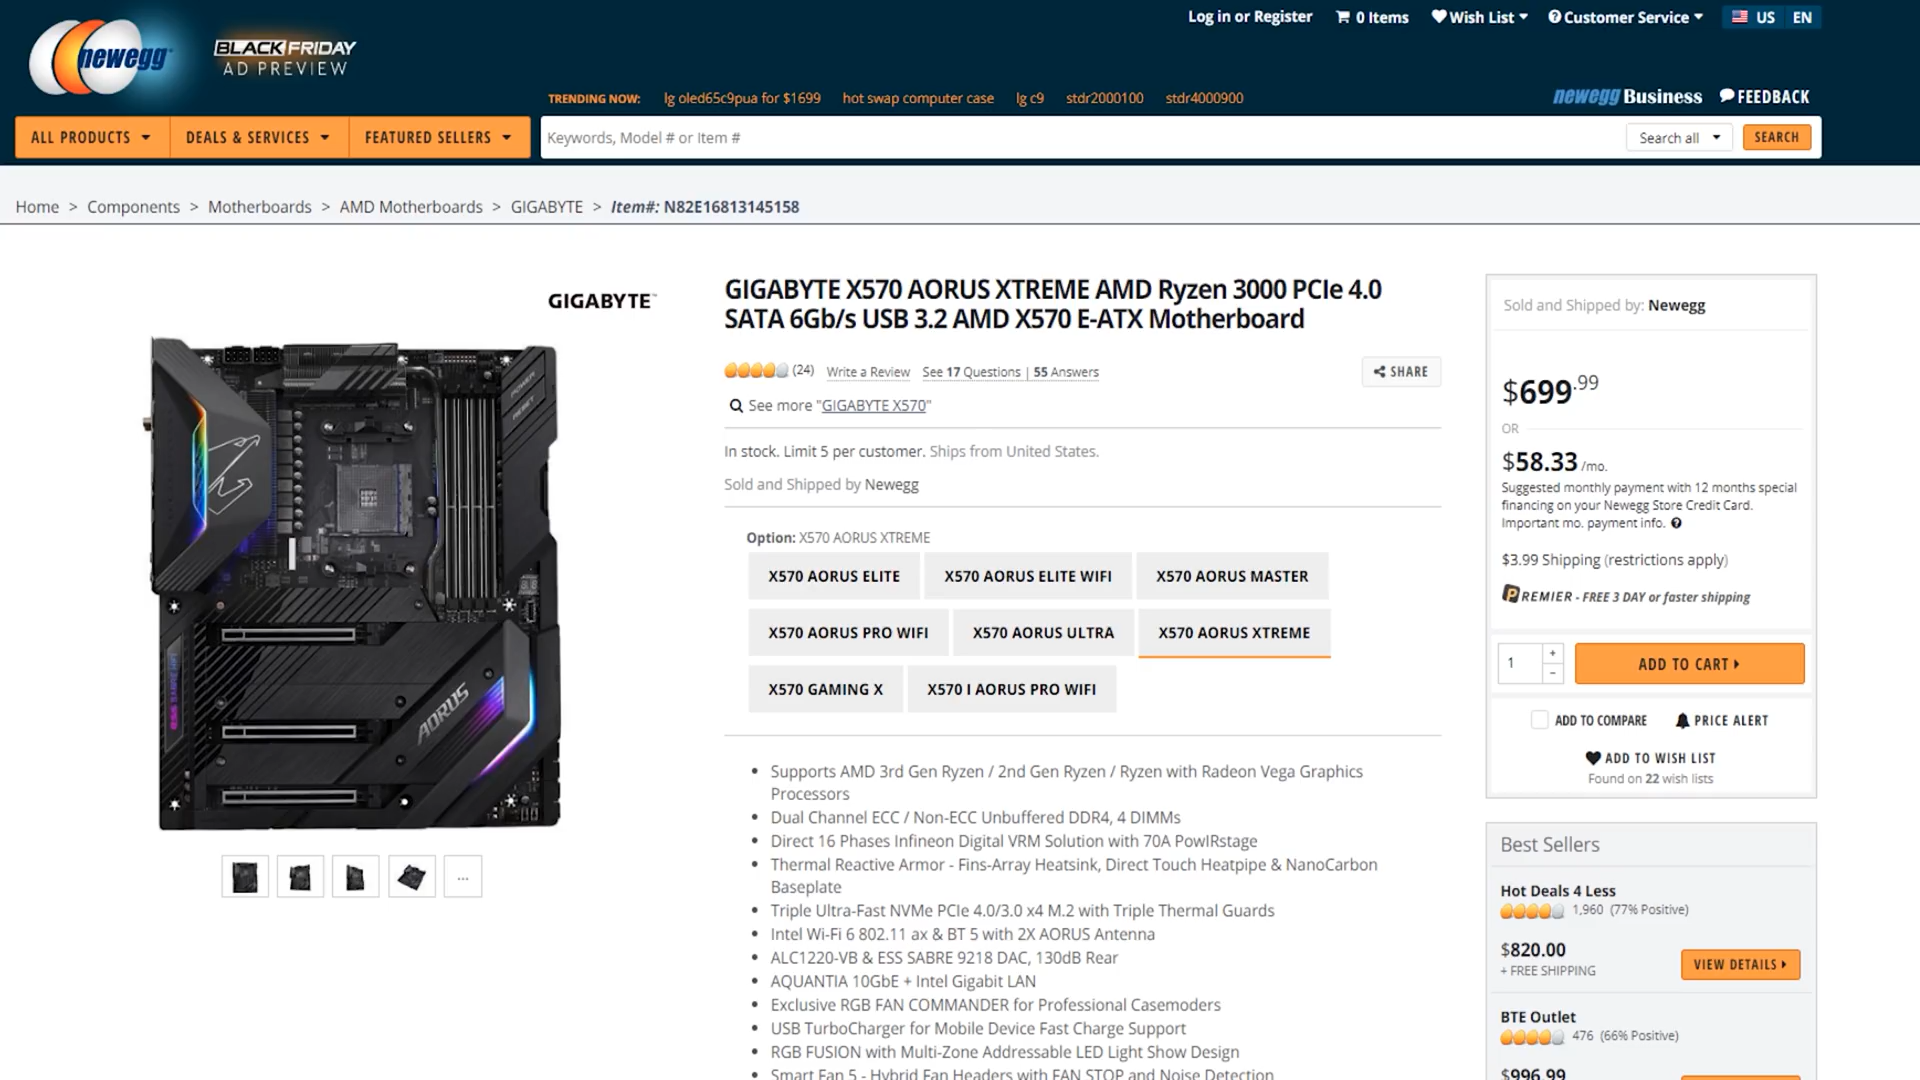 Log in or Register
0 Items
Wish List
Customer Service
US
EN
newegg
BLACK FRIDAY
AD PREVIEW
TRENDING NOW:
lg oled65c9pua for $1699
hot swap computer case
lg c9
stdr2000100
stdr4000900
newegg Business
FEEDBACK
ALL PRODUCTS
DEALS & SERVICES
FEATURED SELLERS
Keywords, Model # or Item #
Search all
SEARCH
Home > Components > Motherboards > AMD Motherboards > GIGABYTE > Item#: N82E16813145158
GIGABYTE™
AORUS
GIGABYTE X570 AORUS XTREME AMD Ryzen 3000 PCIe 4.0
SATA 6Gb/s USB 3.2 AMD X570 E-ATX Motherboard
(24)
Write a Review
See 17 Questions | 55 Answers
SHARE
See more "GIGABYTE X570"
In stock. Limit 5 per customer. Ships from United States.
Sold and Shipped by Newegg
Option: X570 AORUS XTREME
X570 AORUS ELITE
X570 AORUS ELITE WIFI
X570 AORUS MASTER
X570 AORUS PRO WIFI
X570 AORUS ULTRA
X570 AORUS XTREME
X570 GAMING X
X570 I AORUS PRO WIFI
• Supports AMD 3rd Gen Ryzen / 2nd Gen Ryzen / Ryzen with Radeon Vega Graphics
Processors
• Dual Channel ECC / Non-ECC Unbuffered DDR4, 4 DIMMs
• Direct 16 Phases Infineon Digital VRM Solution with 70A PowIRstage
• Thermal Reactive Armor - Fins-Array Heatsink, Direct Touch Heatpipe & NanoCarbon
Baseplate
• Triple Ultra-Fast NVMe PCIe 4.0/3.0 x4 M.2 with Triple Thermal Guards
• Intel Wi-Fi 6 802.11 ax & BT 5 with 2X AORUS Antenna
• ALC1220-VB & ESS SABRE 9218 DAC, 130dB Rear
• AQUANTIA 10GbE + Intel Gigabit LAN
• Exclusive RGB FAN COMMANDER for Professional Casemoders
• USB TurboCharger for Mobile Device Fast Charge Support
• RGB FUSION with Multi-Zone Addressable LED Light Show Design
• Smart Fan 5 - Hybrid Fan Headers with FAN STOP and Noise Detection
Sold and Shipped by: Newegg
$699.99
OR
$58.33 /mo.
Suggested monthly payment with 12 months special
financing on your Newegg Store Credit Card.
Important mo. payment info.
$3.99 Shipping (restrictions apply)
PREMIER - FREE 3 DAY or faster shipping
1
+
−
ADD TO CART
ADD TO COMPARE
PRICE ALERT
ADD TO WISH LIST
Found on 22 wish lists
Best Sellers
Hot Deals 4 Less
1,960 (77% Positive)
$820.00
+ FREE SHIPPING
VIEW DETAILS
BTE Outlet
476 (66% Positive)
$996.99